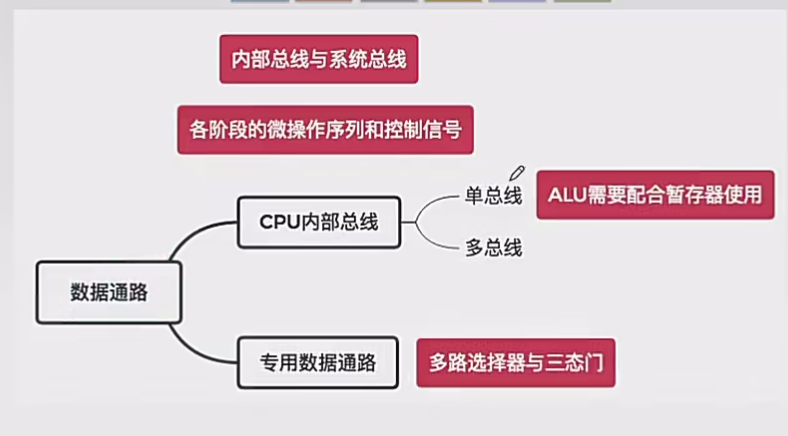 内部总线与系统总线
各阶段的微操作序列和控制信号
单总线
ALU需要配合暂存器使用
CPU内部总线
多总线
数据通路
专用数据通路
多路选择器与三态门